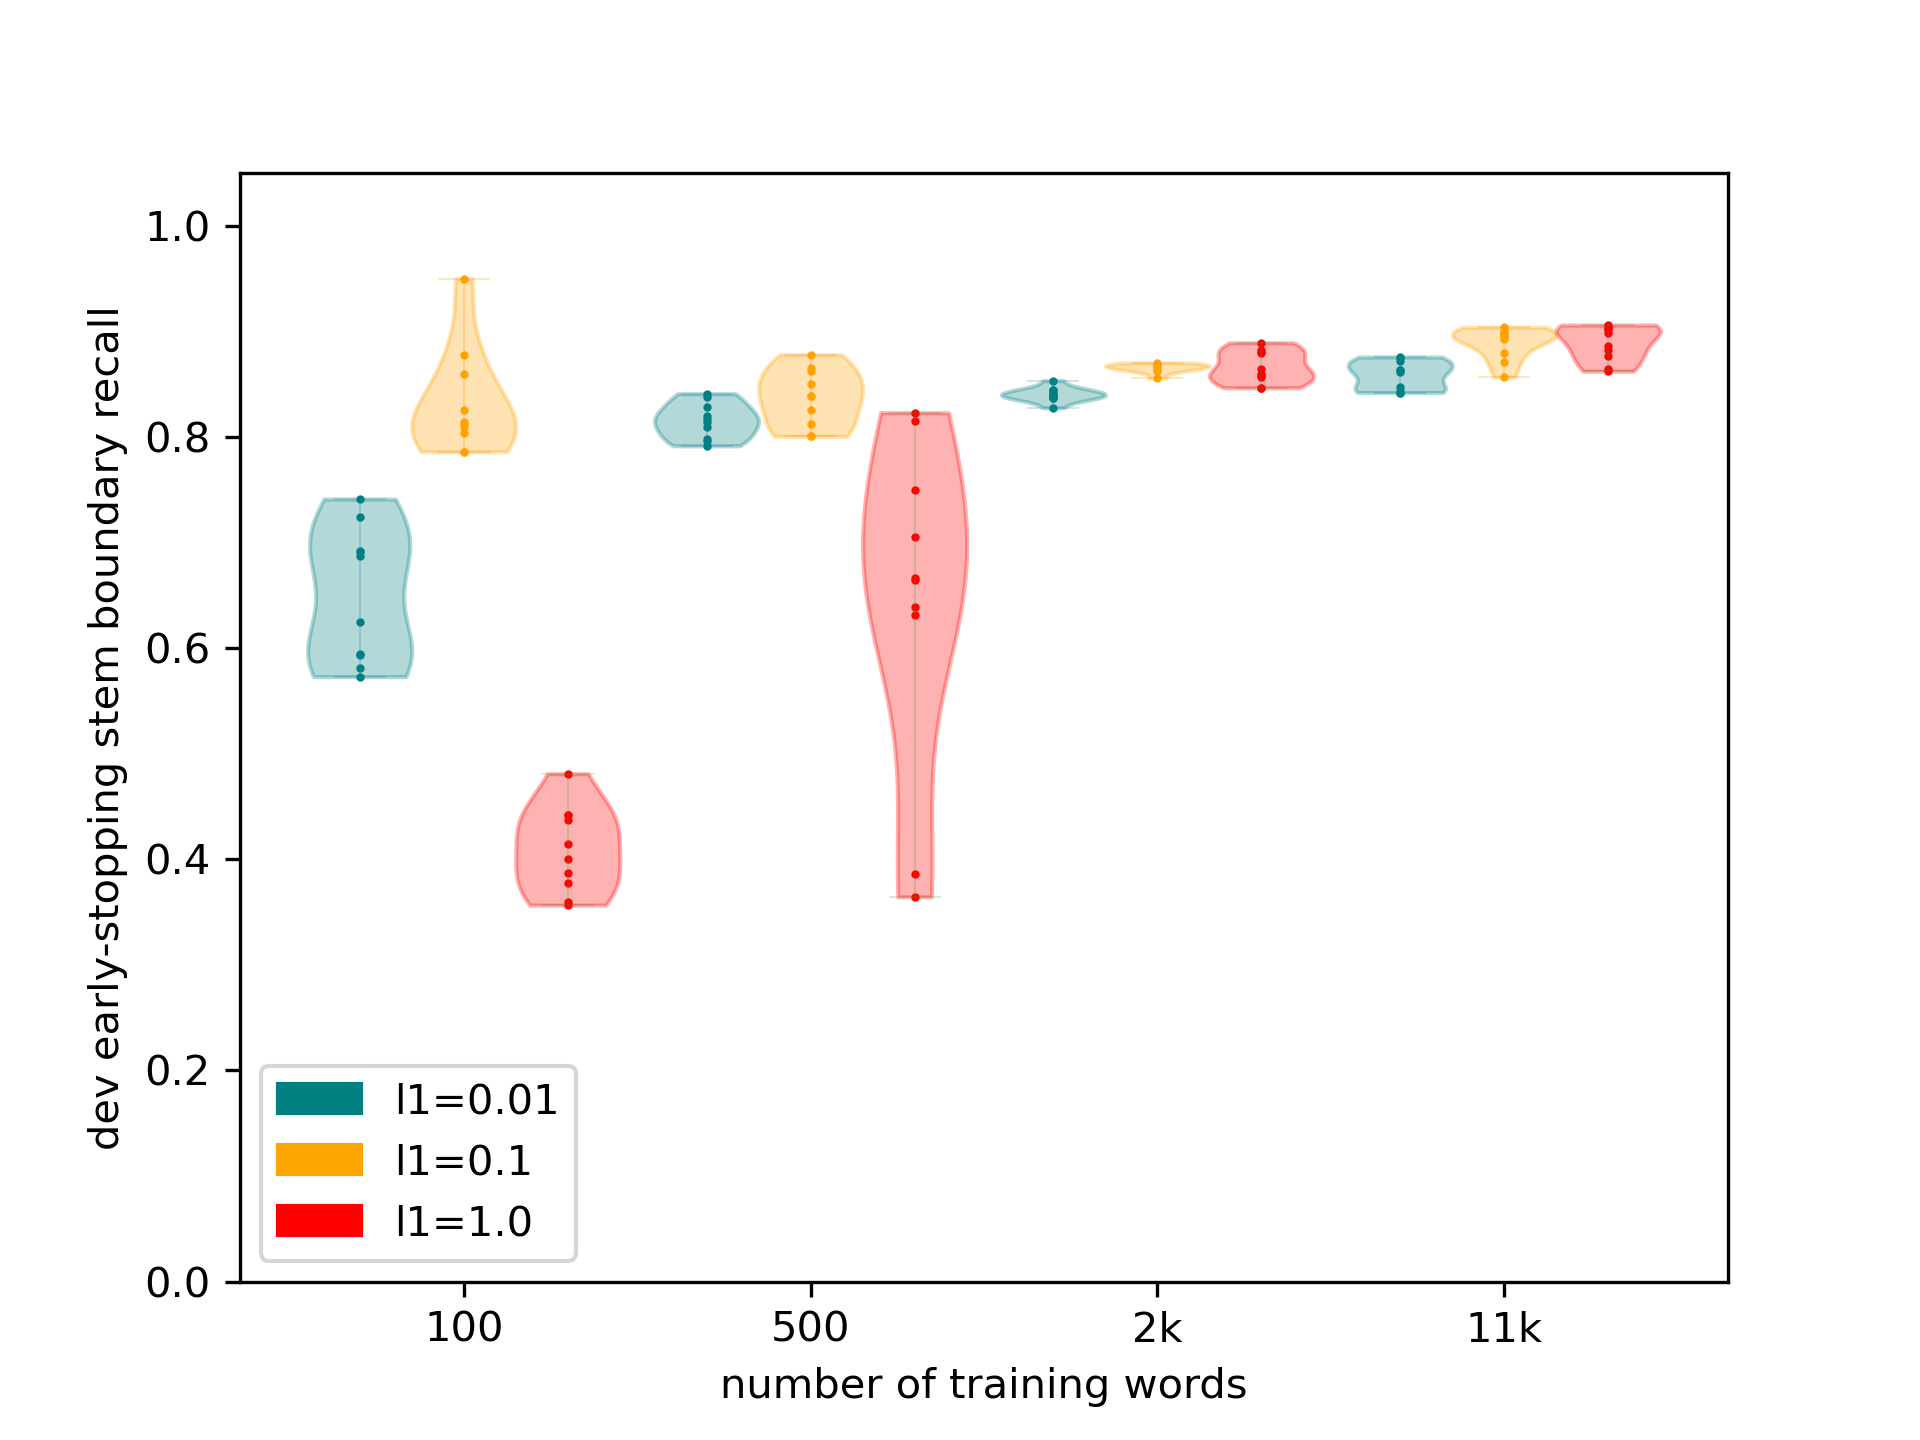 dev early-stopping stem boundary recall
1.0
0.8
0.6
0.4
0.2
0.0
l1=0.01
l1=0.1
l1=1.0
100 500 2k 11k
number of training words